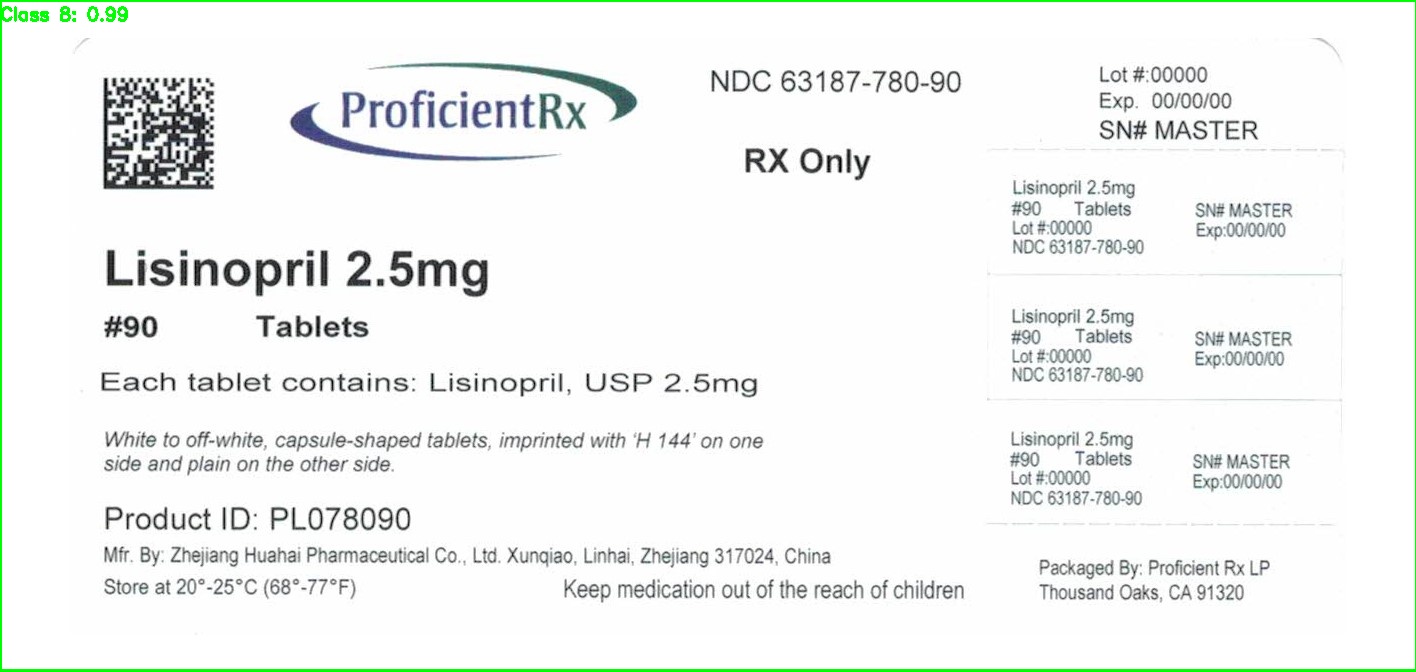 Class 8: 0.99
ProficientRx
NDC 63187-780-90
RX Only
Lot #:00000
Exp. 00/00/00
SN# MASTER
Lisinopril 2.5mg
#90 Tablets
Each tablet contains: Lisinopril, USP 2.5mg
White to off-white, capsule-shaped tablets, imprinted with ‘H 144’ on one
side and plain on the other side.
Product ID: PL078090
Mfr. By: Zhejiang Huahai Pharmaceutical Co., Ltd. Xunqiao, Linhai, Zhejiang 317024, China
Store at 20°-25°C (68°-77°F)
Keep medication out of the reach of children
Lisinopril 2.5mg
#90 Tablets SN# MASTER
Lot #:00000 Exp:00/00/00
NDC 63187-780-90
Lisinopril 2.5mg
#90 Tablets SN# MASTER
Lot #:00000 Exp:00/00/00
NDC 63187-780-90
Lisinopril 2.5mg
#90 Tablets SN# MASTER
Lot #:00000 Exp:00/00/00
NDC 63187-780-90
Packaged By: Proficient Rx LP
Thousand Oaks, CA 91320